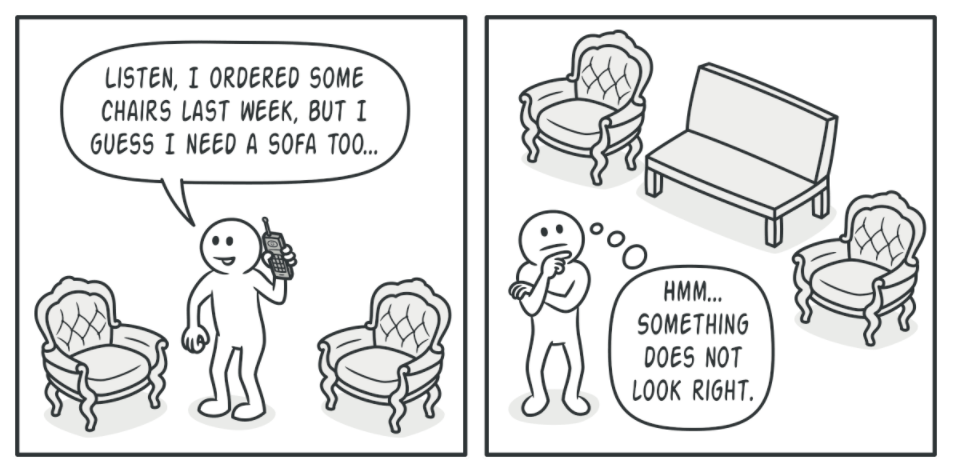 LISTEN, I ORDERED SOME
CHAIRS LAST WEEK, BUT I
GUESS I NEED A SOFA TOO...
HMM...
SOMETHING
DOES NOT
LOOK RIGHT.